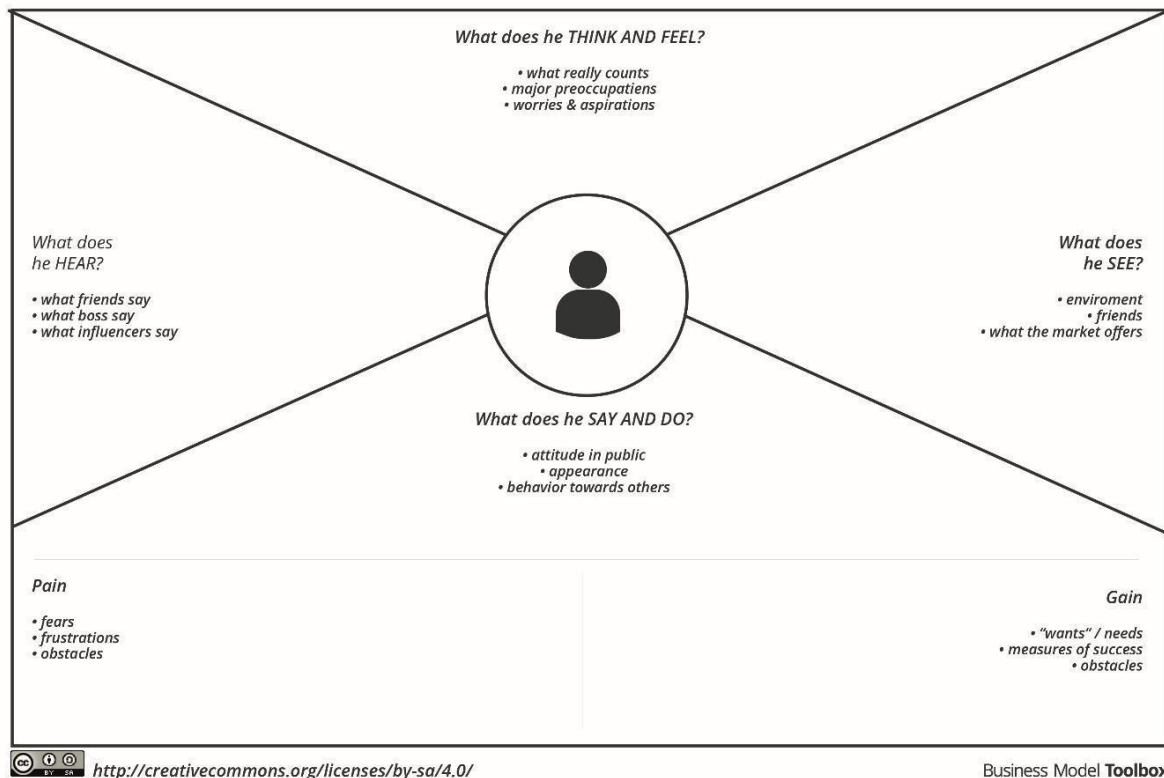 What does he THINK AND FEEL?
• what really counts
• major preoccupatiens
• worries & aspirations
What does
he HEAR?
• what friends say
• what boss say
• what influencers say
What does
he SEE?
• enviroment
• friends
• what the market offers
What does he SAY AND DO?
• attitude in public
• appearance
• behavior towards others
Pain
• fears
• frustrations
• obstacles
Gain
• “wants“ / needs
• measures of success
• obstacles
cc BY SA
http://creativecommons.org/licenses/by-sa/4.0/
Business Model Toolbox